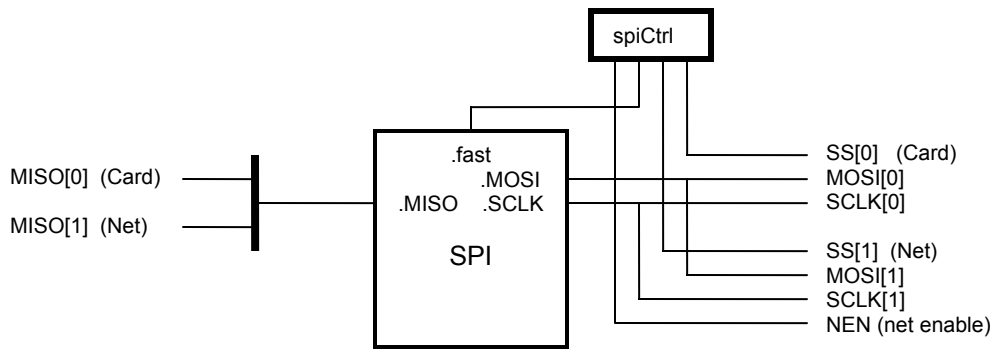 spiCtrl
.fast
MISO[0] (Card)
MISO[1] (Net)
.MOSI
.MISO .SCLK
SPI
SS[0] (Card)
MOSI[0]
SCLK[0]
SS[1] (Net)
MOSI[1]
SCLK[1]
NEN (net enable)